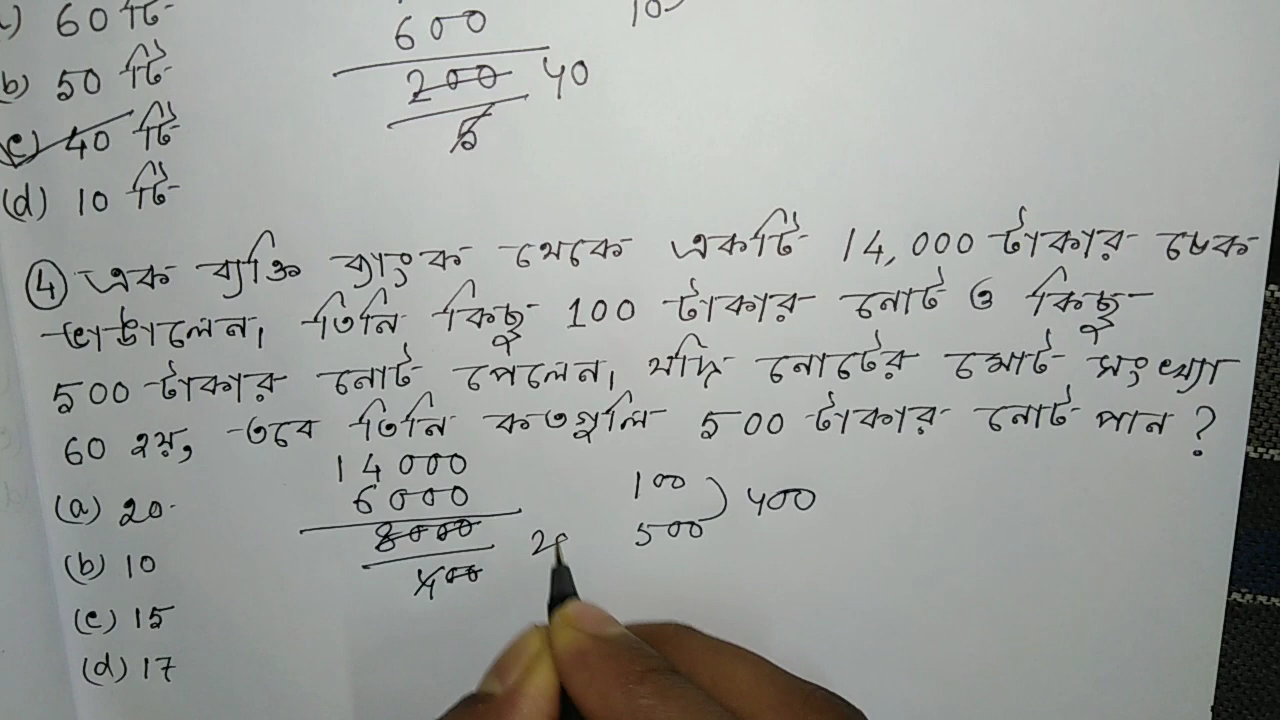 a) 60 টি
600
10
(b) 50 টি
200 40
5
(c) 40 টি
(d) 10 টি
4 এক ব্যক্তি ব্যাংক থেকে একটি 14,000 টাকার চেক
ভাঙালেন। তিনি কিছু 100 টাকার নোট ও কিছু
500 টাকার নোট পেলেন। যদি নোটের মোট সংখ্যা
60 হয়, তবে তিনি কতগুলি 500 টাকার নোট পান ?
14000
6000
8000
400
20
100
500
400
(a) 20
(b) 10
(c) 15
(d) 17